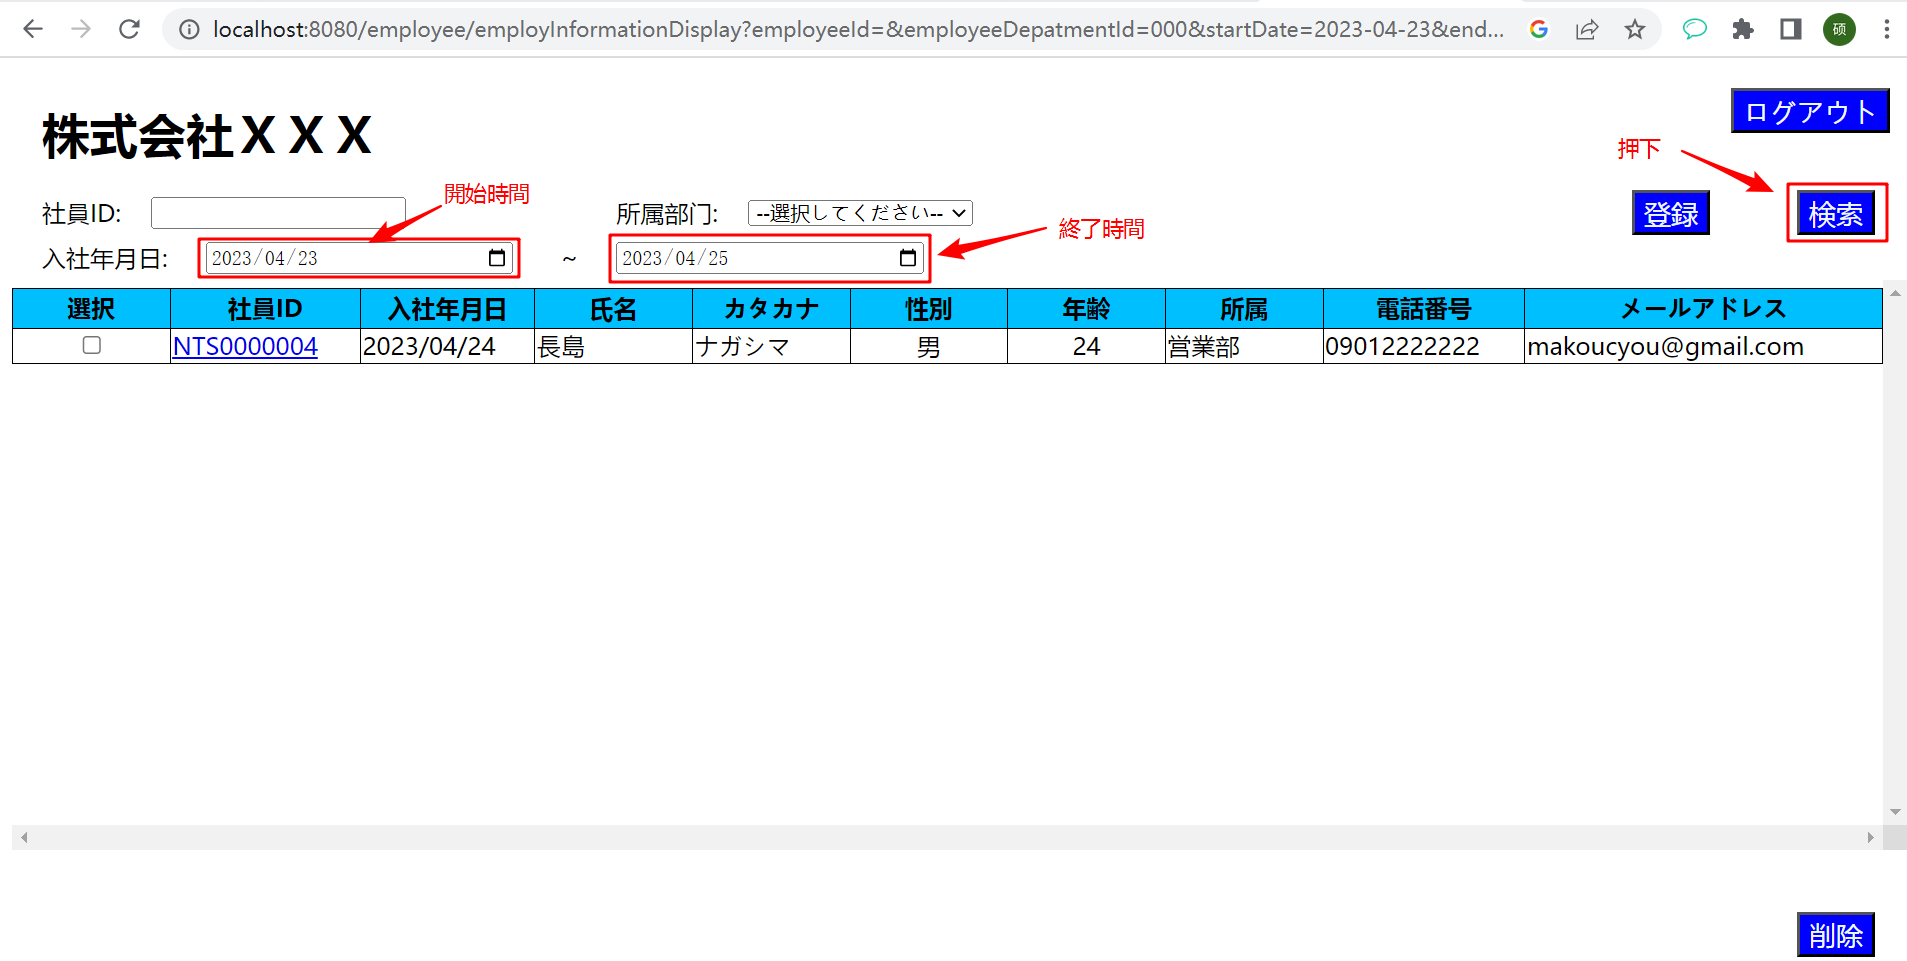 localhost:8080/employee/employInformationDisplay?employeeId=&employeeDepatmentId=000&startDate=2023-04-23&end...
硕
ログアウト
株式会社ＸＸＸ
押下
開始時間
社員ID:
所属部门:
--選択してください--
登録
検索
終了時間
入社年月日:
2023/04/23
~
2023/04/25
選択 社員ID 入社年月日 氏名 カタカナ 性別 年齢 所属 電話番号 メールアドレス
NTS0000004 2023/04/24 長島 ナガシマ 男 24 営業部 09012222222 makoucyou@gmail.com
削除